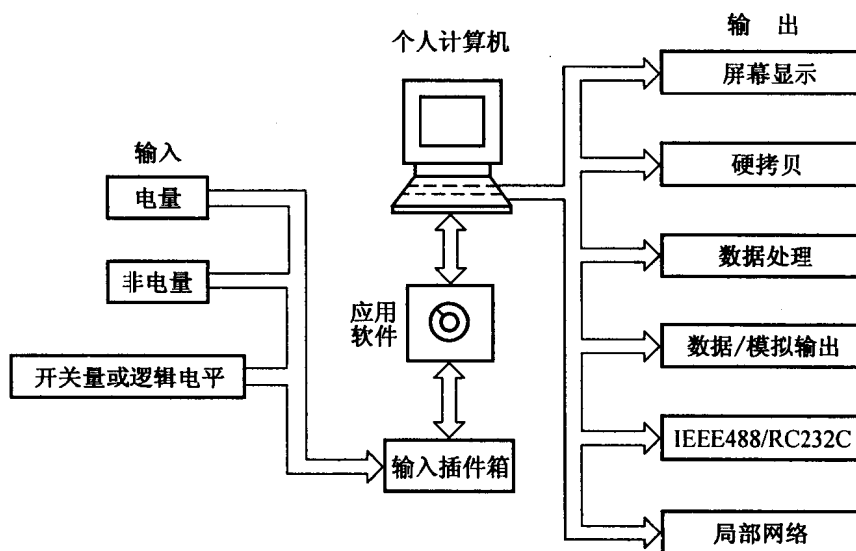 个人计算机
输入
电量
非电量
开关量或逻辑电平
应用
软件
输入插件箱
输 出
屏幕显示
硬拷贝
数据处理
数据/模拟输出
IEEE488/RC232C
局部网络